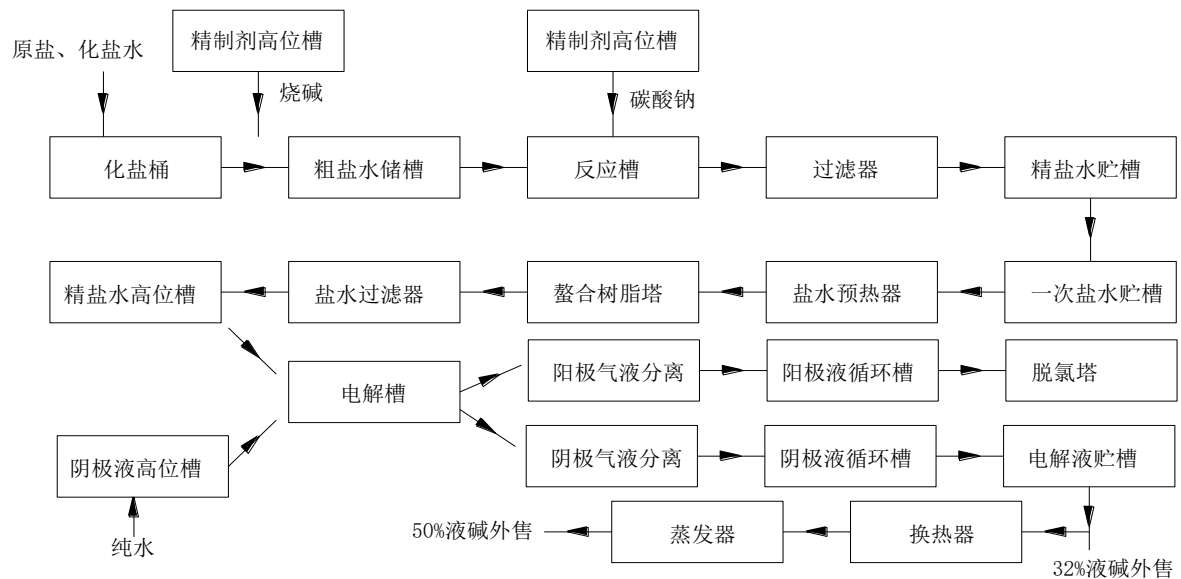 精制剂高位槽
精制剂高位槽
原盐、化盐水
烧碱
碳酸钠
化盐桶
粗盐水储槽
反应槽
过滤器
精盐水贮槽
精盐水高位槽
盐水过滤器
螯合树脂塔
盐水预热器
一次盐水贮槽
电解槽
阳极气液分离
阳极液循环槽
脱氯塔
阴极液高位槽
阴极气液分离
阴极液循环槽
电解液贮槽
纯水
50%液碱外售
蒸发器
换热器
32%液碱外售